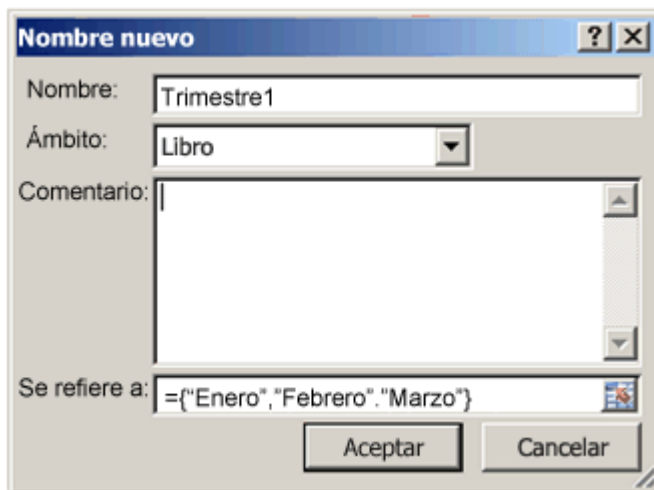 Nombre nuevo
Nombre: Trimestre1
Ámbito: Libro
Comentario:
Se refiere a: ={“Enero”,”Febrero”.”Marzo”}
Aceptar Cancelar